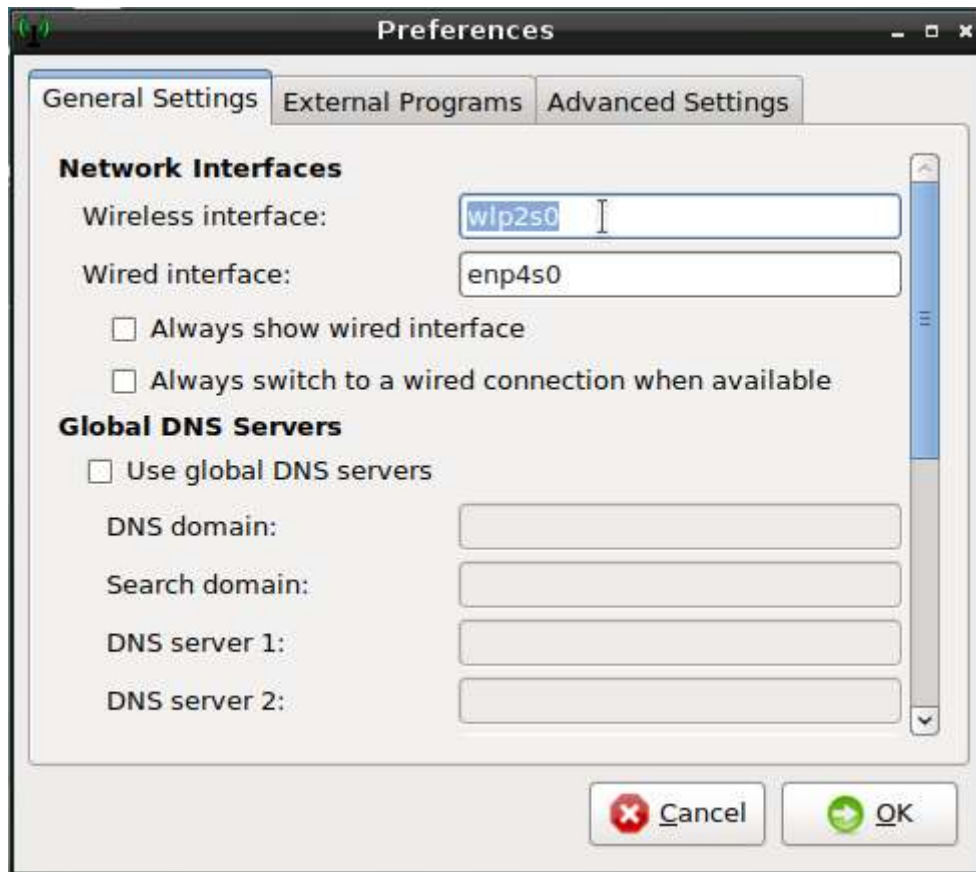 Preferences
General Settings External Programs Advanced Settings
Network Interfaces
Wireless interface: wlp2s0
Wired interface: enp4s0
Always show wired interface
Always switch to a wired connection when available
Global DNS Servers
Use global DNS servers
DNS domain:
Search domain:
DNS server 1:
DNS server 2:
Cancel OK